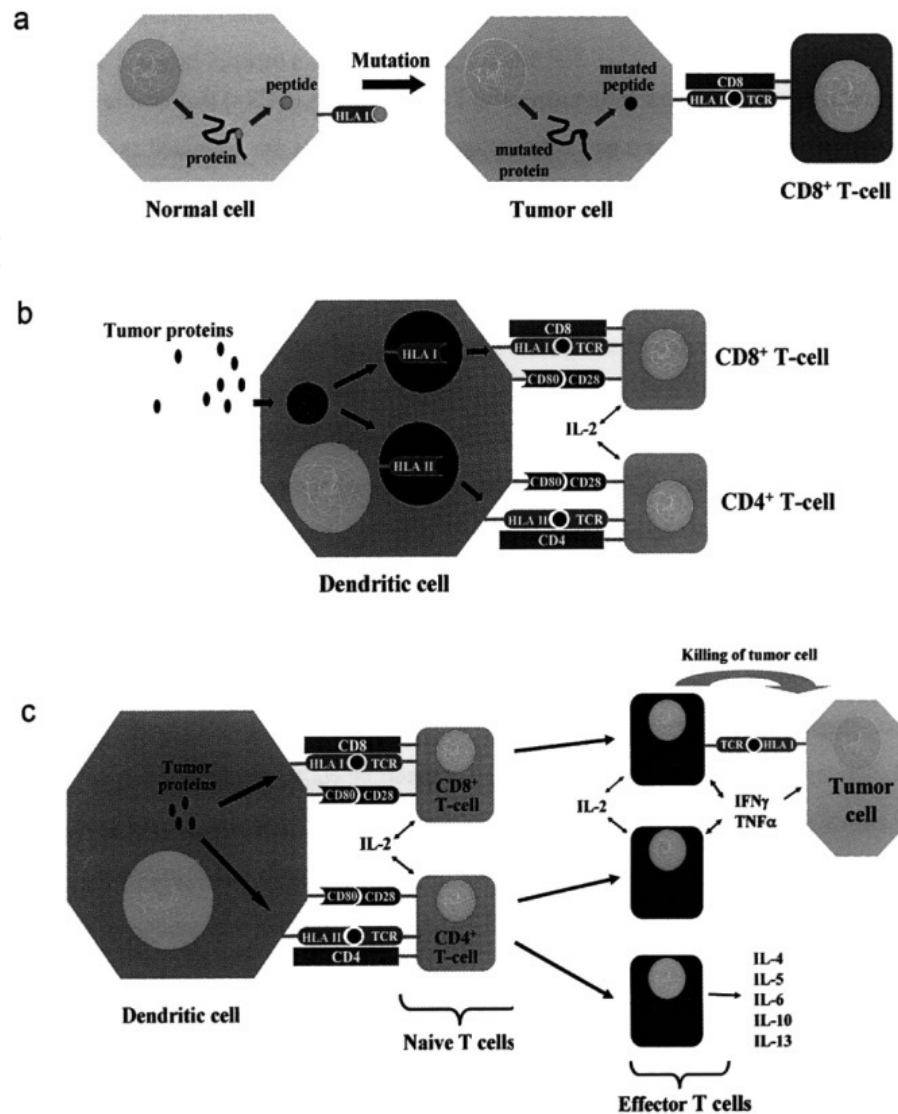 a
Mutation
peptide
HLA I
protein
Normal cell
mutated
peptide
mutated
protein
Tumor cell
CD8
HLA I TCR
CD8+ T-cell
b
Tumor proteins
HLA I
HLA II
Dendritic cell
CD8
HLA I TCR
CD80 CD28
CD8+ T-cell
IL-2
CD80 CD28
HLA II TCR
CD4
CD4+ T-cell
c
Tumor
proteins
Dendritic cell
CD8
HLA I TCR
CD80 CD28
CD8+
T-cell
IL-2
CD80 CD28
HLA II TCR
CD4
CD4+
T-cell
Naive T cells
Killing of tumor cell
TCR HLA I
Tumor
cell
IL-2
IFNγ
TNFα
IL-4
IL-5
IL-6
IL-10
IL-13
Effector T cells